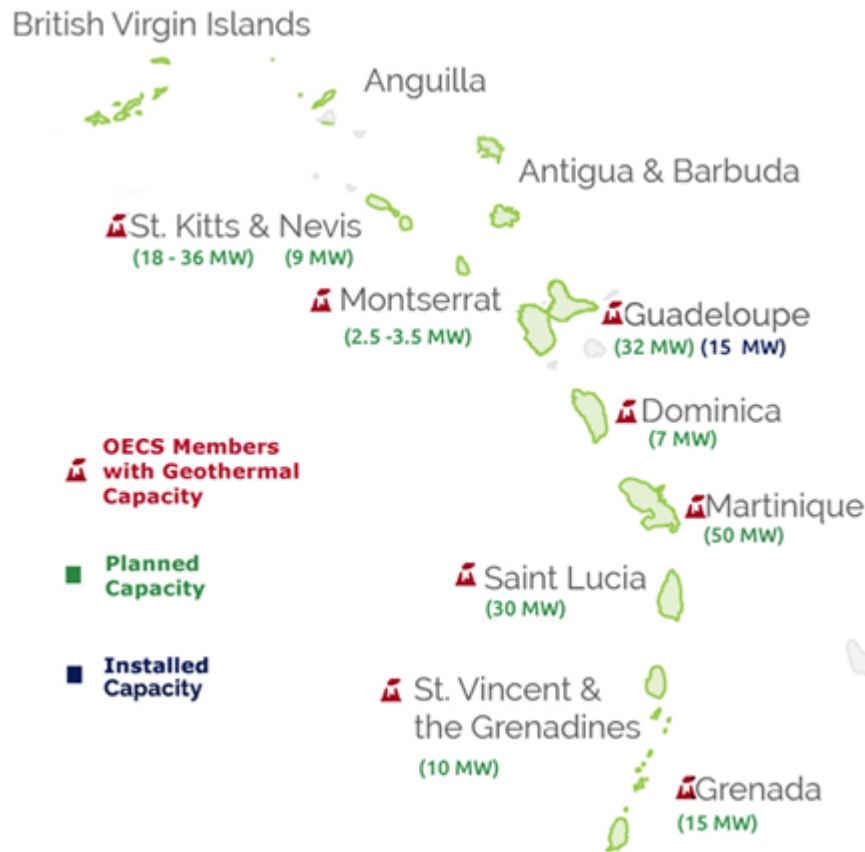 British Virgin Islands
Anguilla
Antigua & Barbuda
St. Kitts & Nevis
(18 - 36 MW) (9 MW)
Montserrat
(2.5 -3.5 MW)
Guadeloupe
(32 MW) (15 MW)
Dominica
(7 MW)
OECS Members
with Geothermal
Capacity
Martinique
(50 MW)
Planned
Capacity
Saint Lucia
(30 MW)
Installed
Capacity
St. Vincent &
the Grenadines
(10 MW)
Grenada
(15 MW)